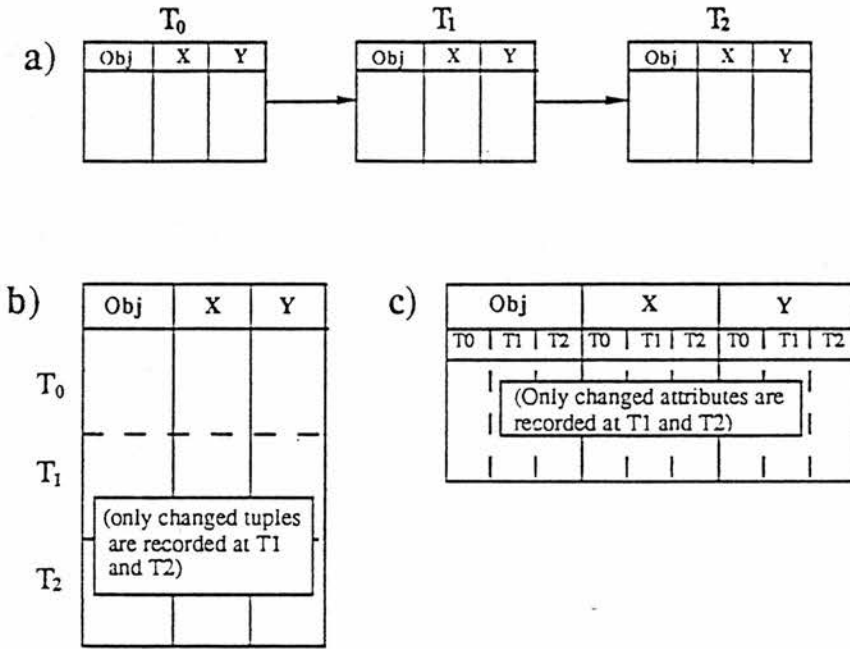 T₀ T₁ T₂
a)
Obj X Y
Obj X Y
Obj X Y
b)
Obj X Y
T₀
T₁
T₂
(only changed tuples
are recorded at T1
and T2)
c)
Obj X Y
T0 T1 T2 T0 T1 T2 T0 T1 T2
(Only changed attributes are
recorded at T1 and T2)